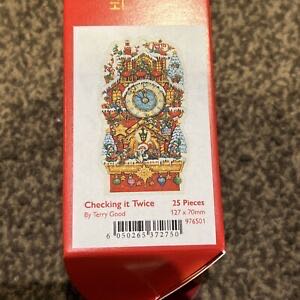 Checking it Twice 25 Pieces
By Terry Good 127 x 70mm
976501
6 050265 372750